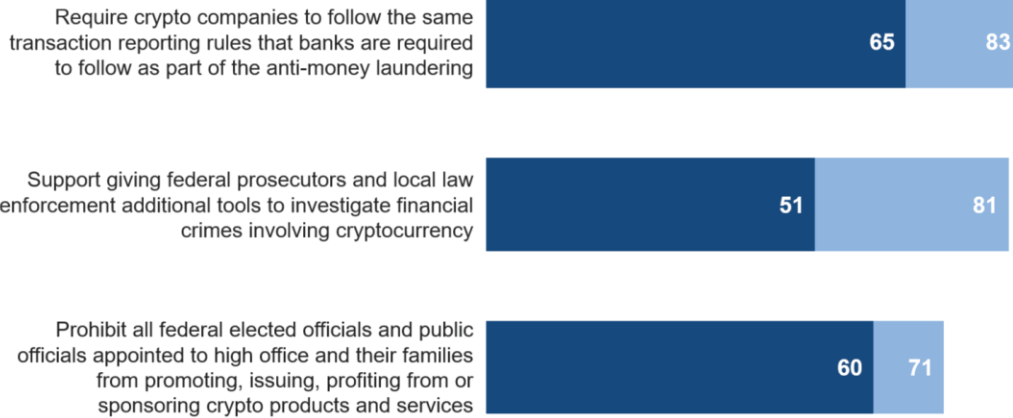 Require crypto companies to follow the same
transaction reporting rules that banks are required
to follow as part of the anti-money laundering
65 83
Support giving federal prosecutors and local law
enforcement additional tools to investigate financial
crimes involving cryptocurrency
51 81
Prohibit all federal elected officials and public
officials appointed to high office and their families
from promoting, issuing, profiting from or
sponsoring crypto products and services
60 71